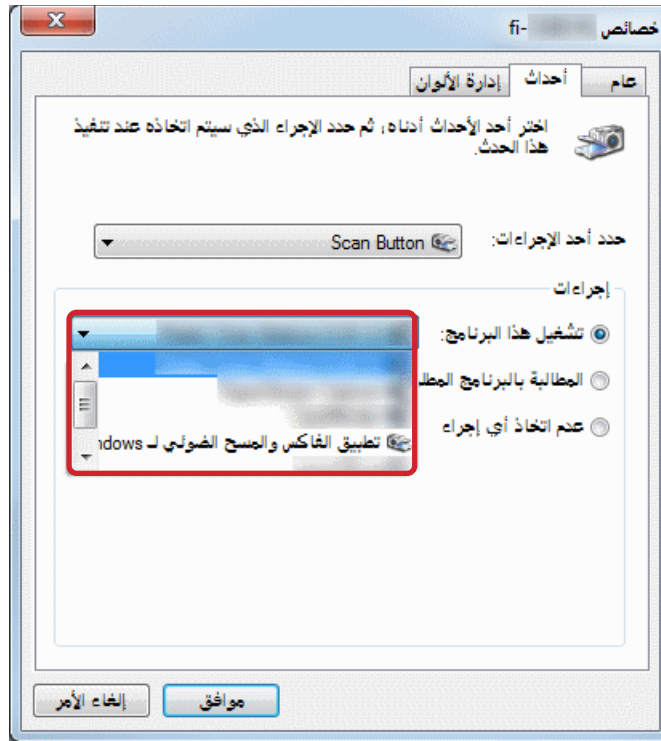 خصائص fi-
عام
أحداث
إدارة الألوان
اختر أحد الأحداث أدناه، ثم حدد الإجراء الذي سيتم اتخاذه عند تنفيذ
هذا الحدث.
حدد أحد الإجراءات:
Scan Button
إجراءات
تشغيل هذا البرنامج:
المطالبة بالبرنامج
تطبيق الفاكس والمسح الضوئي لـ
عدم اتخاذ أي إجراء
موافق
إلغاء الأمر